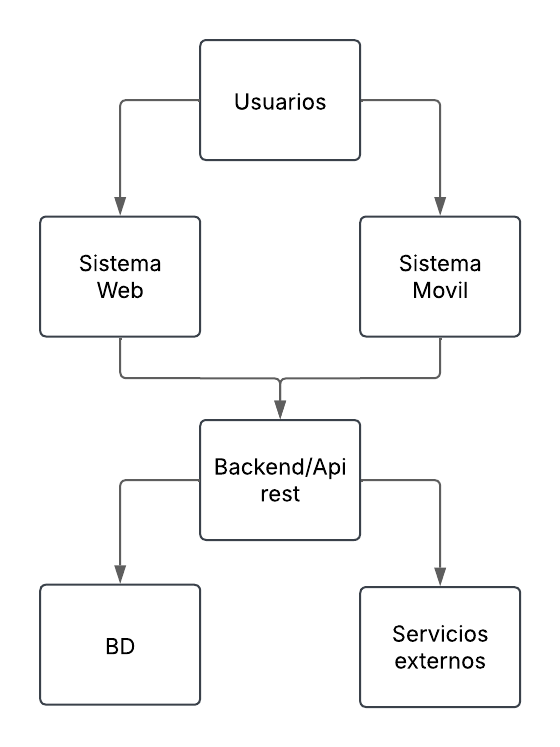 Usuarios
Sistema
Web
Sistema
Movil
Backend/Api
rest
BD
Servicios
externos